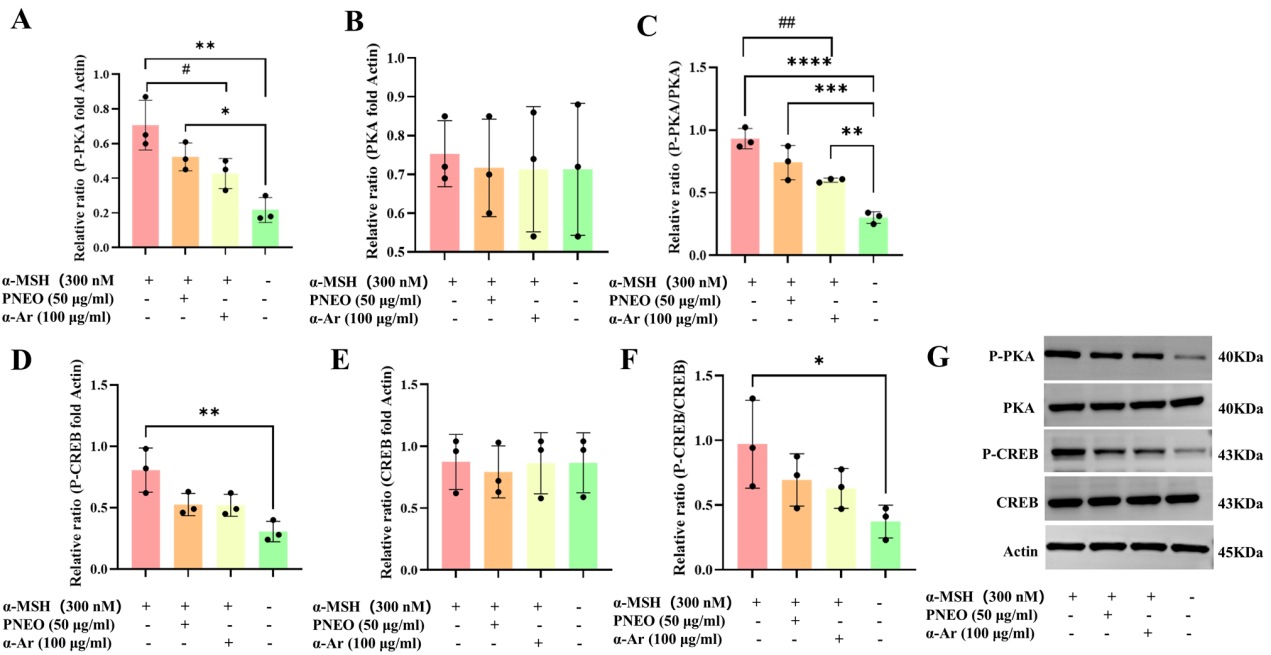 A
Relative ratio (P-PKA fold Actin)
1.0
0.8
0.6
0.4
0.2
0.0
**
#
*
α-MSH (300 nM
+ + + -
PNEO (50 μg/ml)
- + - -
α-Ar (100 μg/ml)
- - + -
B
Relative ratio (PKA fold Actin)
1.0
0.9
0.8
0.7
0.6
0.5
α-MSH (300 nM)
+ + + -
PNEO (50 μg/ml)
- + - -
α-Ar (100 μg/ml)
- - + -
C
Relative ratio (P-PKA/PKA)
1.5
1.0
0.5
0.0
##
****
***
**
α-MSH (300 nM)
+ + + -
PNEO (50 μg/ml)
- + - -
α-Ar (100 μg/ml)
- - + -
D
Relative ratio (P-CREB fold Actin)
1.5
1.0
0.5
0.0
**
α-MSH (300 nM)
+ + + -
PNEO (50 μg/ml)
- + - -
α-Ar (100 μg/ml)
- - + -
E
Relative ratio (CREB fold Actin)
1.5
1.0
0.5
0.0
α-MSH (300 nM)
+ + + -
PNEO (50 μg/ml)
- + - -
α-Ar (100 μg/ml)
- - + -
F
Relative ratio (P-CREB/CREB)
1.5
1.0
0.5
0.0
*
α-MSH (300 nM)
+ + + -
PNEO (50 μg/ml)
- + - -
α-Ar (100 μg/ml)
- - + -
G
P-PKA 40KDa
PKA 40KDa
P-CREB 43KDa
CREB 43KDa
Actin 45KDa
α-MSH (300 nM)
+ + + -
PNEO (50 μg/ml)
- + - -
α-Ar (100 μg/ml)
- - + -